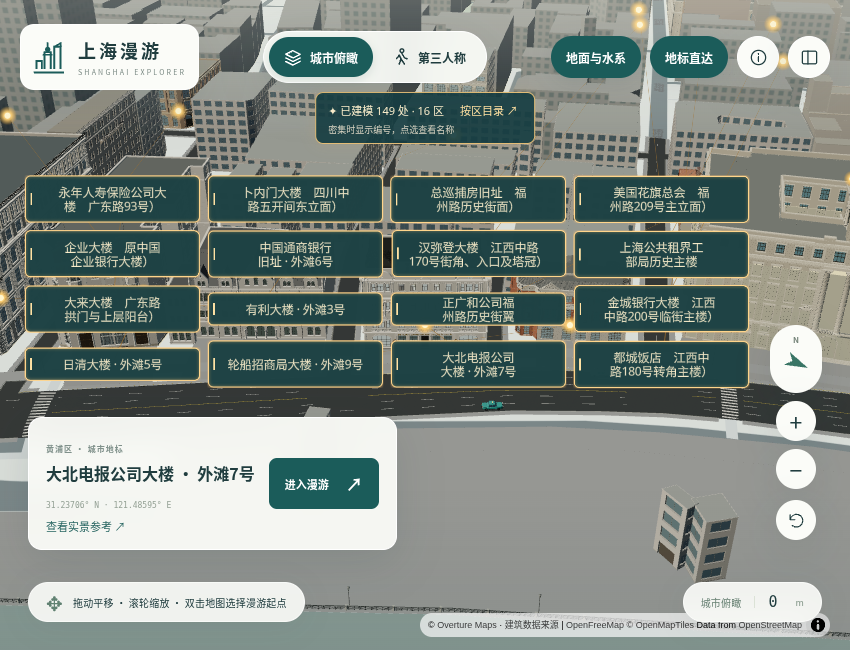 上海漫游
SHANGHAI EXPLORER
城市俯瞰
第三人称
地面与水系
地标直达
✦ 已建模 149 处 · 16 区 按区目录 ↗
密集时显示编号，点选查看名称
永年人寿保险公司大
楼 广东路93号）
卜内门大楼 四川中
路五开间东立面）
总巡捕房旧址 福
州路历史街面）
美国花旗总会 福
州路209号主立面）
企业大楼 原中国
企业银行大楼）
中国通商银行
旧址 · 外滩6号
汉弥登大楼 江西中路
170号街角、入口及塔冠）
上海公共租界工
部局历史主楼
大来大楼 广东路
拱门与上层阳台）
有利大楼 · 外滩3号
正广和公司福
州路历史街翼
金城银行大楼 江西
中路200号临街主楼）
日清大楼 · 外滩5号
轮船招商局大楼 · 外滩9号
大北电报公司
大楼 · 外滩7号
都城饭店 江西中
路180号转角主楼）
N
+
−
黄浦区 · 城市地标
大北电报公司大楼 · 外滩7号
31.23706° N · 121.48595° E
查看实景参考 ↗
进入漫游 ↗
拖动平移 · 滚轮缩放 · 双击地图选择漫游起点
城市俯瞰 0 m
© Overture Maps · 建筑数据来源 | OpenFreeMap © OpenMapTiles Data from OpenStreetMap